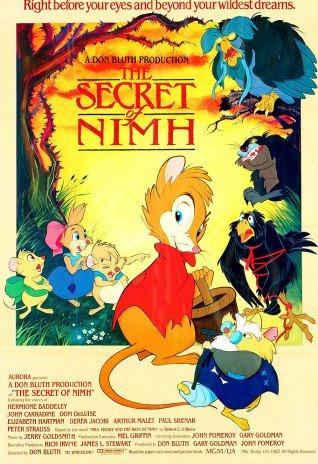 Right before your eyes and beyond your wildest dreams.
A DON BLUTH PRODUCTION
THE
SECRET
of
NIMH
AURORA presents
A DON BLUTH PRODUCTION
OF "THE SECRET OF NIMH"
featuring the voices of
HERMIONE BADDELEY
JOHN CARRADINE DOM DeLUISE
ELIZABETH HARTMAN DEREK JACOBI ARTHUR MALET PAUL SHENAR
PETER STRAUSS Based on the novel "MRS. FRISBY AND THE RATS OF NIMH" by Robert C. O'Brien
Music by JERRY GOLDSMITH Production Executive MEL GRIFFIN Directing Animators JOHN POMEROY GARY GOLDMAN
Executive Producers RICH IRVINE JAMES L. STEWART Produced by DON BLUTH GARY GOLDMAN JOHN POMEROY
Directed by DON BLUTH TECHNICOLOR® MGM/UA